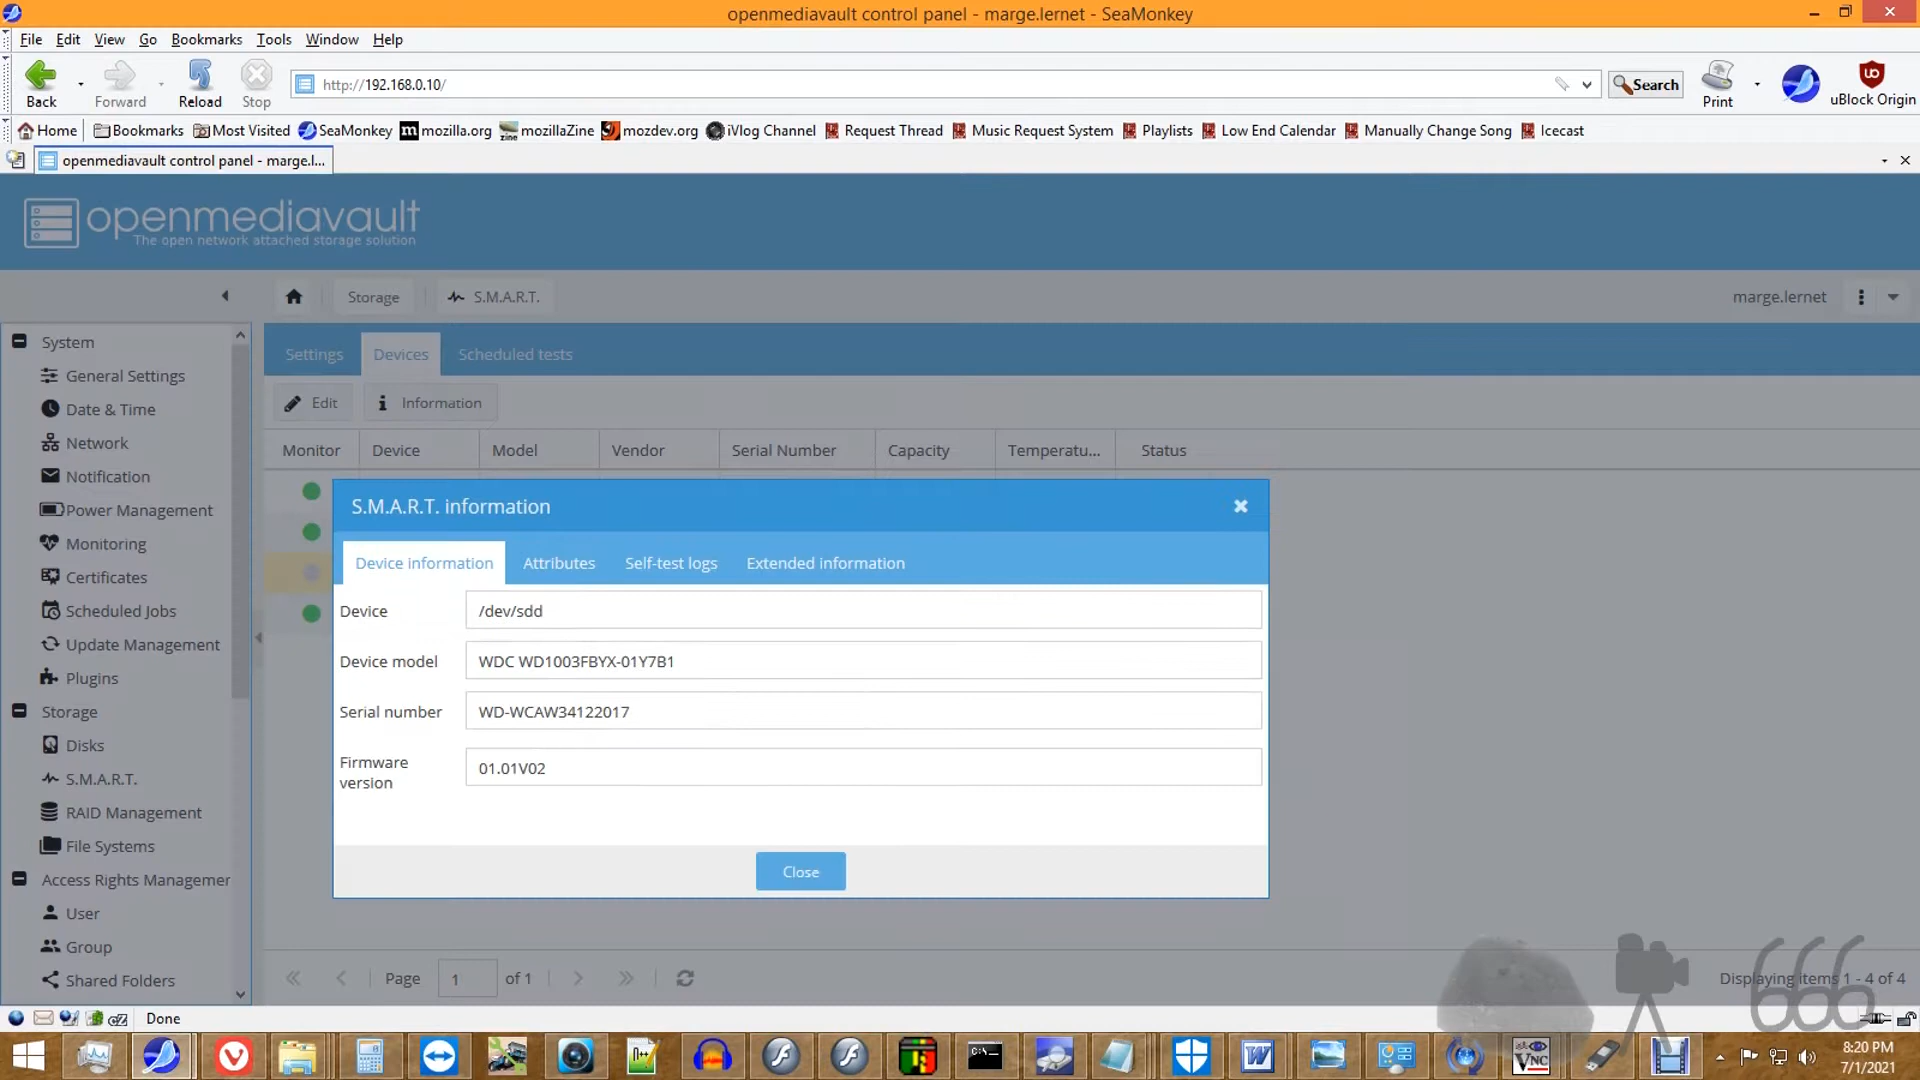 openmediavault control panel - marge.lernet - SeaMonkey
File Edit View Go Bookmarks Tools Window Help
Back Forward Reload Stop http://192.168.0.10/ Search Print uBlock Origin
Home Bookmarks Most Visited SeaMonkey mozilla.org mozillaZine mozdev.org iVlog Channel Request Thread Music Request System Playlists Low End Calendar Manually Change Song Icecast
openmediavault control panel - marge.l...
openmediavault
The open network attached storage solution
Storage S.M.A.R.T. marge.lernet
System
General Settings
Date & Time
Network
Notification
Power Management
Monitoring
Certificates
Scheduled Jobs
Update Management
Plugins
Storage
Disks
S.M.A.R.T.
RAID Management
File Systems
Access Rights Managemer
User
Group
Shared Folders
Settings Devices Scheduled tests
Edit Information
Monitor Device Model Vendor Serial Number Capacity Temperatu... Status
S.M.A.R.T. information
Device information Attributes Self-test logs Extended information
Device /dev/sdd
Device model WDC WD1003FBYX-01Y7B1
Serial number WD-WCAW34122017
Firmware version 01.01V02
Close
Page 1 of 1 Displaying items 1 - 4 of 4
666
Done
8:20 PM
7/1/2021